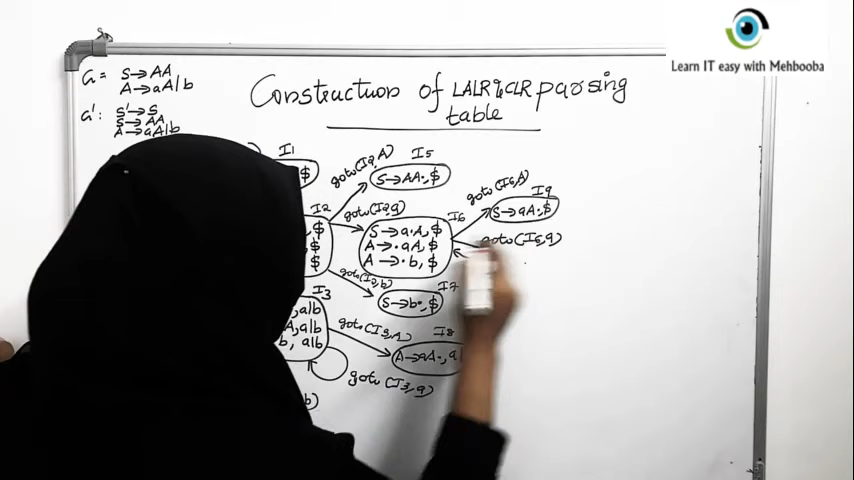 Learn IT easy with Mehbooba
G = S→AA
A→aA|b
G': S'→S
S→AA
A→aA|b
Construction of LALR & CLR parsing
table
I1
$
goto(I2,A)
I5
S→AA•,$
I2
$
$
$
goto(I2,a)
I6
S→a•A,$
A→•aA,$
A→•b,$
goto(I6,A)
I9
S→aA•,$
goto(I6,a)
goto(I2,b)
I7
S→b•,$
I3
,a|b
A,a|b
b, a|b
goto(I3,A)
I8
A→aA•, a|
goto (I3,a)
b)